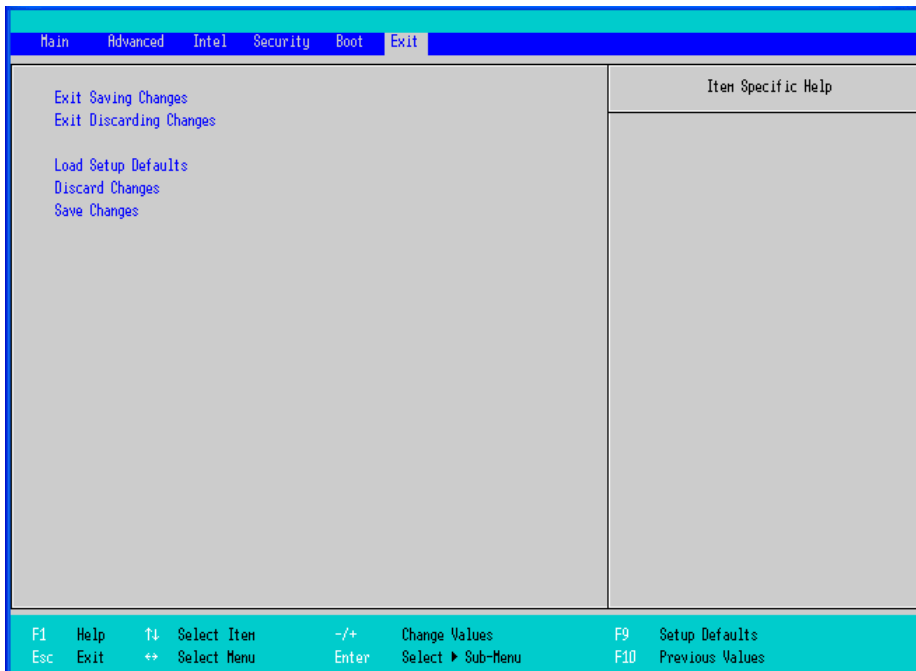 Main Advanced Intel Security Boot Exit
Item Specific Help
Exit Saving Changes
Exit Discarding Changes
Load Setup Defaults
Discard Changes
Save Changes
F1 Help ↑↓ Select Item -/+ Change Values F9 Setup Defaults
Esc Exit ↔ Select Menu Enter Select ▶ Sub-Menu F10 Previous Values